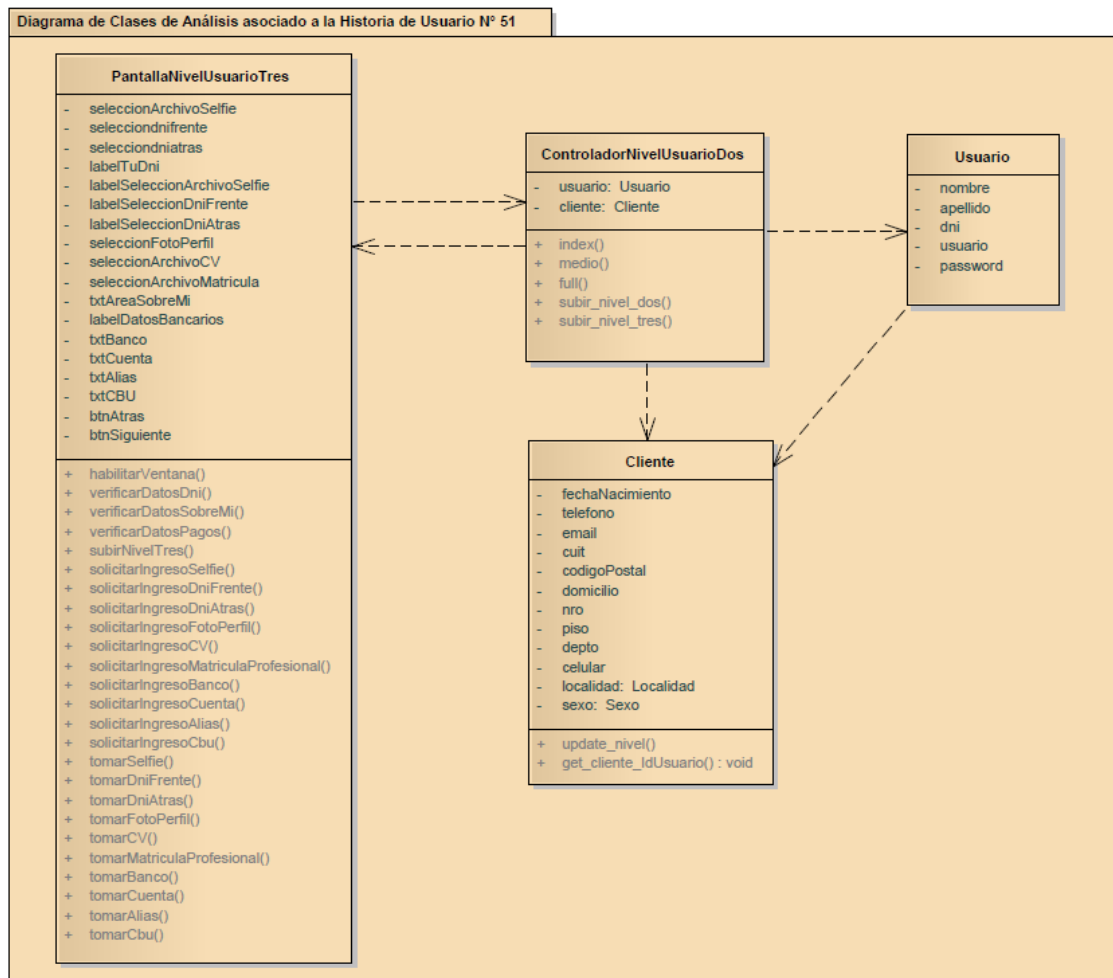 Diagrama de Clases de Análisis asociado a la Historia de Usuario N° 51
PantallaNivelUsuarioTres
- seleccionArchivoSelfie
- selecciondnifrente
- selecciondniatras
- labelTuDni
- labelSeleccionArchivoSelfie
- labelSeleccionDniFrente
- labelSeleccionDniAtras
- seleccionFotoPerfil
- seleccionArchivoCV
- seleccionArchivoMatricula
- txtAreaSobreMi
- labelDatosBancarios
- txtBanco
- txtCuenta
- txtAlias
- txtCBU
- btnAtras
- btnSiguiente
+ habilitarVentana()
+ verificarDatosDni()
+ verificarDatosSobreMi()
+ verificarDatosPagos()
+ subirNivelTres()
+ solicitarIngresoSelfie()
+ solicitarIngresoDniFrente()
+ solicitarIngresoDniAtras()
+ solicitarIngresoFotoPerfil()
+ solicitarIngresoCV()
+ solicitarIngresoMatriculaProfesional()
+ solicitarIngresoBanco()
+ solicitarIngresoCuenta()
+ solicitarIngresoAlias()
+ solicitarIngresoCbu()
+ tomarSelfie()
+ tomarDniFrente()
+ tomarDniAtras()
+ tomarFotoPerfil()
+ tomarCV()
+ tomarMatriculaProfesional()
+ tomarBanco()
+ tomarCuenta()
+ tomarAlias()
+ tomarCbu()
ControladorNivelUsuarioDos
- usuario: Usuario
- cliente: Cliente
+ index()
+ medio()
+ full()
+ subir_nivel_dos()
+ subir_nivel_tres()
Usuario
- nombre
- apellido
- dni
- usuario
- password
Cliente
- fechaNacimiento
- telefono
- email
- cuit
- codigoPostal
- domicilio
- nro
- piso
- depto
- celular
- localidad: Localidad
- sexo: Sexo
+ update_nivel()
+ get_cliente_IdUsuario() : void